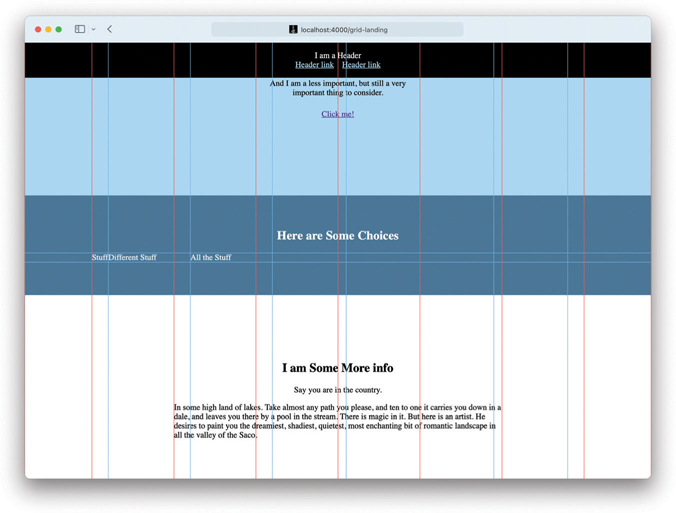 localhost:4000/grid-landing
I am a Header
Header link Header link
And I am a less important, but still a very
important thing to consider.
Click me!
Here are Some Choices
StuffDifferent Stuff All the Stuff
I am Some More info
Say you are in the country.
In some high land of lakes. Take almost any path you please, and ten to one it carries you down in a
dale, and leaves you there by a pool in the stream. There is magic in it. But here is an artist. He
desires to paint you the dreamiest, shadiest, quietest, most enchanting bit of romantic landscape in
all the valley of the Saco.